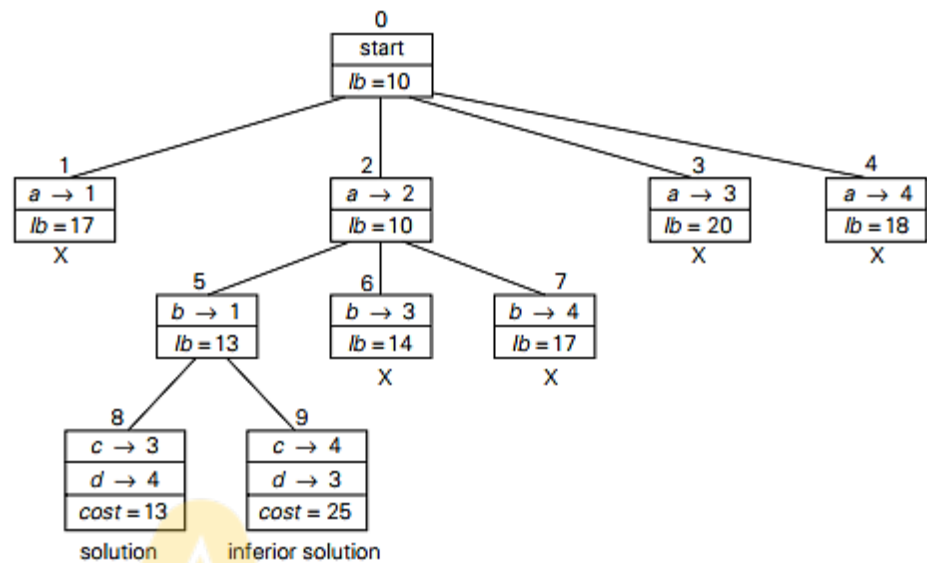 0
start
lb = 10
1
a → 1
lb = 17
X
2
a → 2
lb = 10
3
a → 3
lb = 20
X
4
a → 4
lb = 18
X
5
b → 1
lb = 13
6
b → 3
lb = 14
X
7
b → 4
lb = 17
X
8
c → 3
d → 4
cost = 13
solution
9
c → 4
d → 3
cost = 25
inferior solution